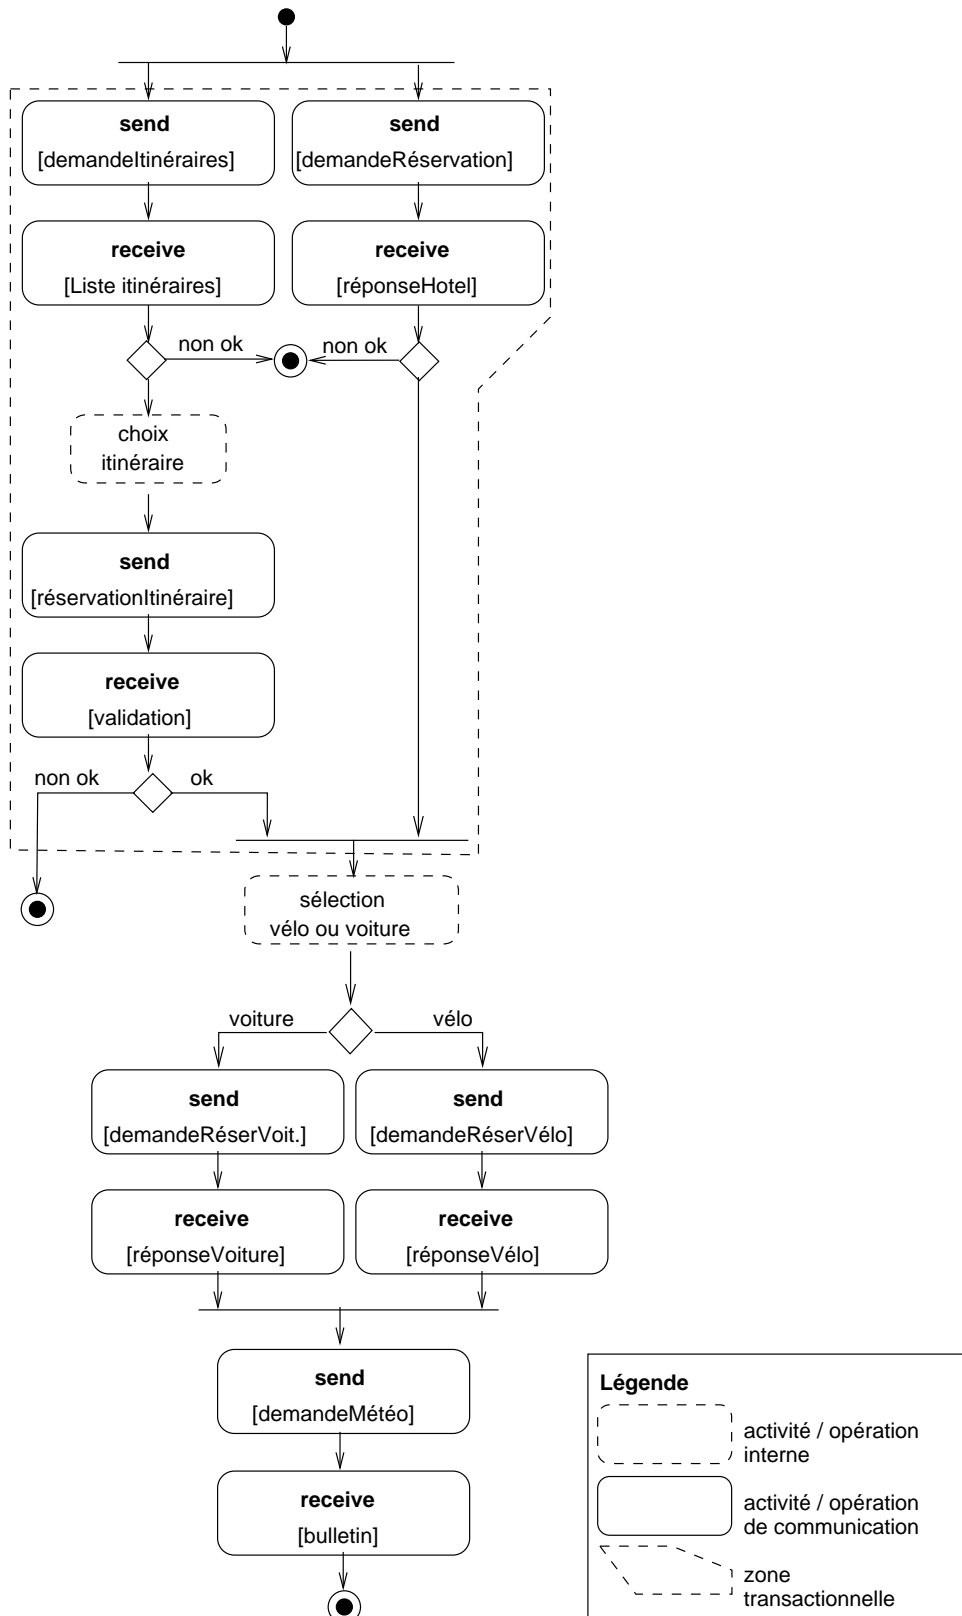 send
[demandeItinéraires]
send
[demandeRéservation]
receive
[Liste itinéraires]
receive
[réponseHotel]
non ok
non ok
choix
itinéraire
send
[réservationItinéraire]
receive
[validation]
non ok
ok
sélection
vélo ou voiture
voiture
vélo
send
[demandeRéserVoit.]
send
[demandeRéserVélo]
receive
[réponseVoiture]
receive
[réponseVélo]
send
[demandeMétéo]
receive
[bulletin]
Légende
activité / opération
interne
activité / opération
de communication
zone
transactionnelle